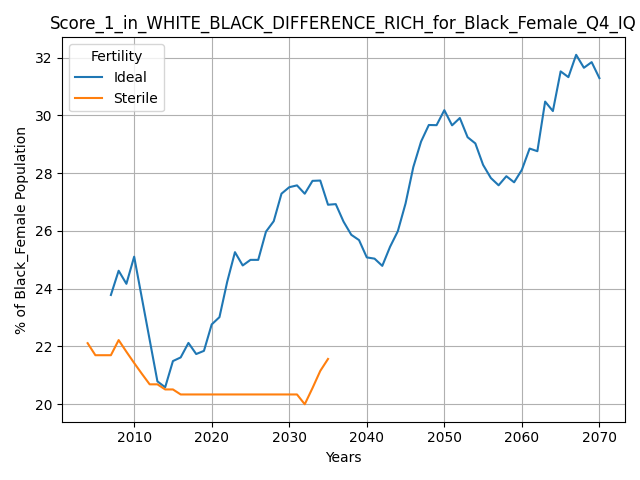 Score_1_in_WHITE_BLACK_DIFFERENCE_RICH_for_Black_Female_Q4_IQ
Fertility
Ideal
Sterile
% of Black_Female Population
32
30
28
26
24
22
20
2010 2020 2030 2040 2050 2060 2070
Years